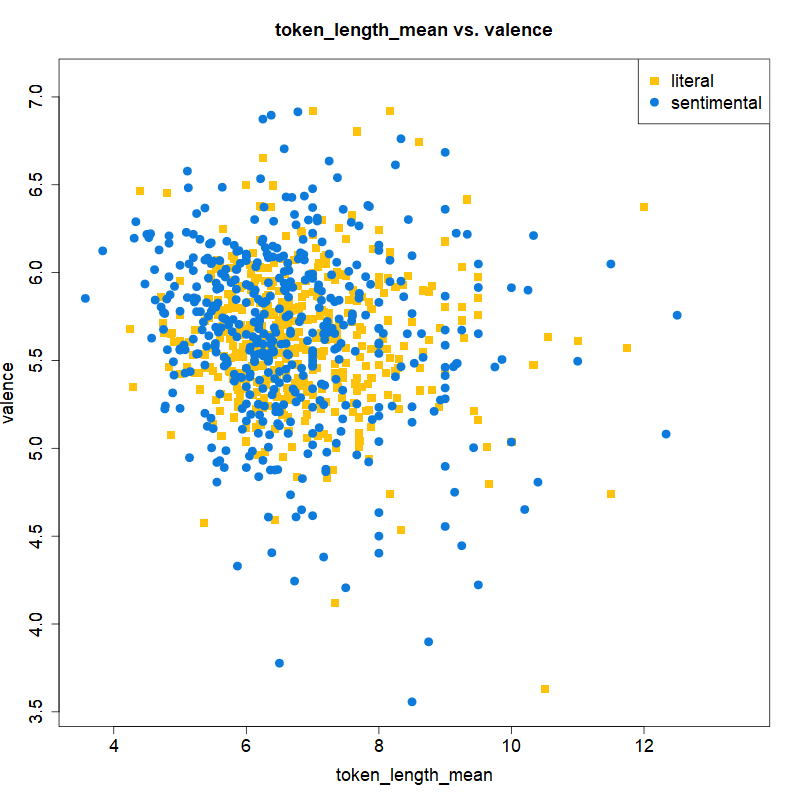 token_length_mean vs. valence
literal
sentimental
valence
7.0
6.5
6.0
5.5
5.0
4.5
4.0
3.5
4 6 8 10 12
token_length_mean